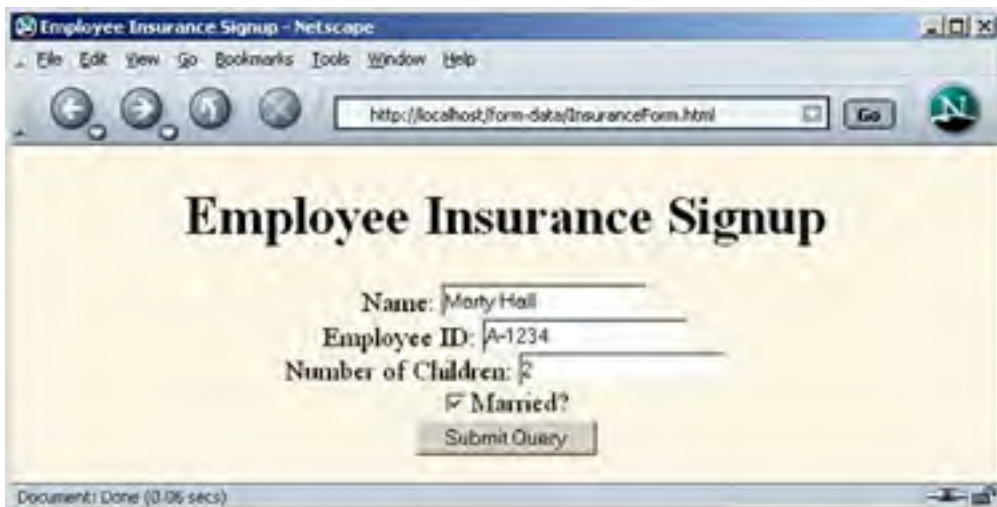 Employee Insurance Signup - Netscape
File Edit View Go Bookmarks Tools Window Help
http://localhost/form-data/InsuranceForm.html Go N
Employee Insurance Signup
Name: Marty Hall
Employee ID: A-1234
Number of Children: 2
Married?
Submit Query
Document: Done (0.06 secs)